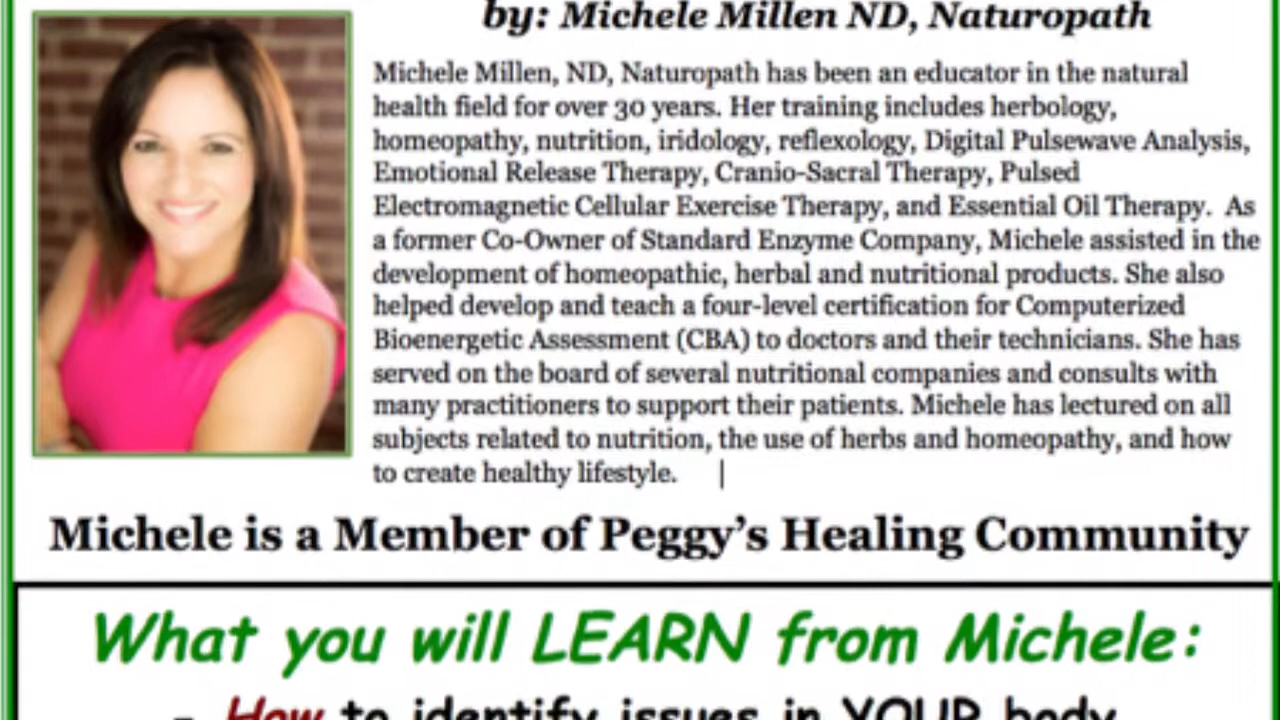 by: Michele Millen ND, Naturopath
Michele Millen, ND, Naturopath has been an educator in the natural
health field for over 30 years. Her training includes herbology,
homeopathy, nutrition, iridology, reflexology, Digital Pulsewave Analysis,
Emotional Release Therapy, Cranio-Sacral Therapy, Pulsed
Electromagnetic Cellular Exercise Therapy, and Essential Oil Therapy.  As
a former Co-Owner of Standard Enzyme Company, Michele assisted in the
development of homeopathic, herbal and nutritional products. She also
helped develop and teach a four-level certification for Computerized
Bioenergetic Assessment (CBA) to doctors and their technicians. She has
served on the board of several nutritional companies and consults with
many practitioners to support their patients. Michele has lectured on all
subjects related to nutrition, the use of herbs and homeopathy, and how
to create healthy lifestyle.
Michele is a Member of Peggy's Healing Community
What you will LEARN from Michele:
- How to identify issues in YOUR body